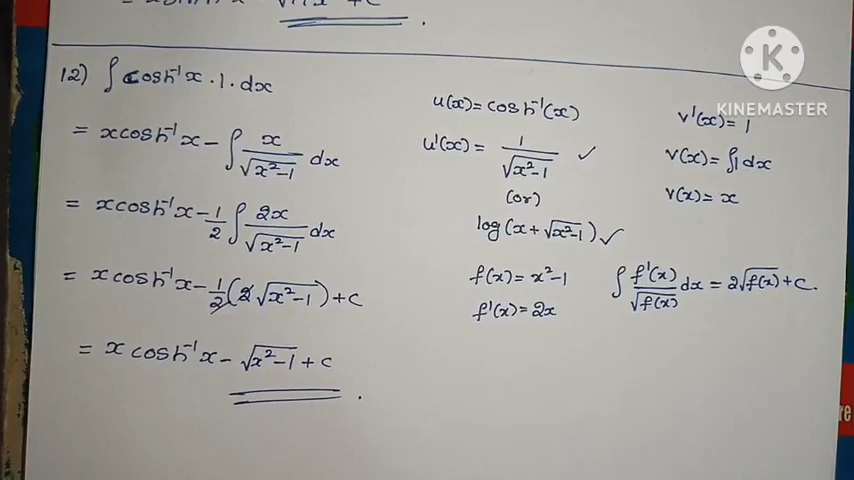 √ x² + c
K
KINEMASTER
12) ∫ cosh⁻¹x · 1 · dx
= x cosh⁻¹x − ∫ x/√(x²−1) dx
= x cosh⁻¹x − 1/2 ∫ 2x/√(x²−1) dx
= x cosh⁻¹x − 1/2 (2√(x²−1)) + c
= x cosh⁻¹x − √(x²−1) + c
u(x) = cosh⁻¹(x)
u'(x) = 1/√(x²−1) ✓
(or)
log(x + √(x²−1)) ✓
f(x) = x²−1
f'(x) = 2x
v'(x) = 1
v(x) = ∫1 dx
v(x) = x
∫ f'(x)/√f(x) dx = 2√f(x) + c.
re